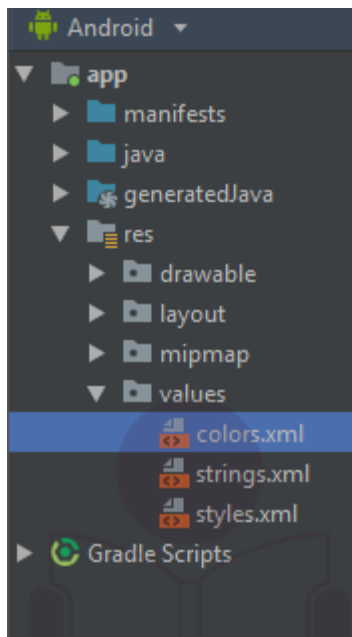 Android
app
manifests
java
generatedJava
res
drawable
layout
mipmap
values
colors.xml
strings.xml
styles.xml
Gradle Scripts